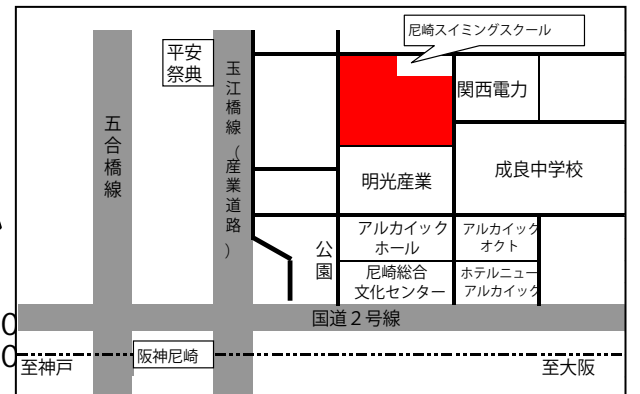 尼崎スイミングスクール
平安
祭典
玉江橋線(産業道路)
五合橋線
関西電力
明光産業
成良中学校
公園
アルカイック
ホール
アルカイック
オクト
尼崎総合
文化センター
ホテルニュー
アルカイック
国道2号線
0
0
至神戸
阪神尼崎
至大阪